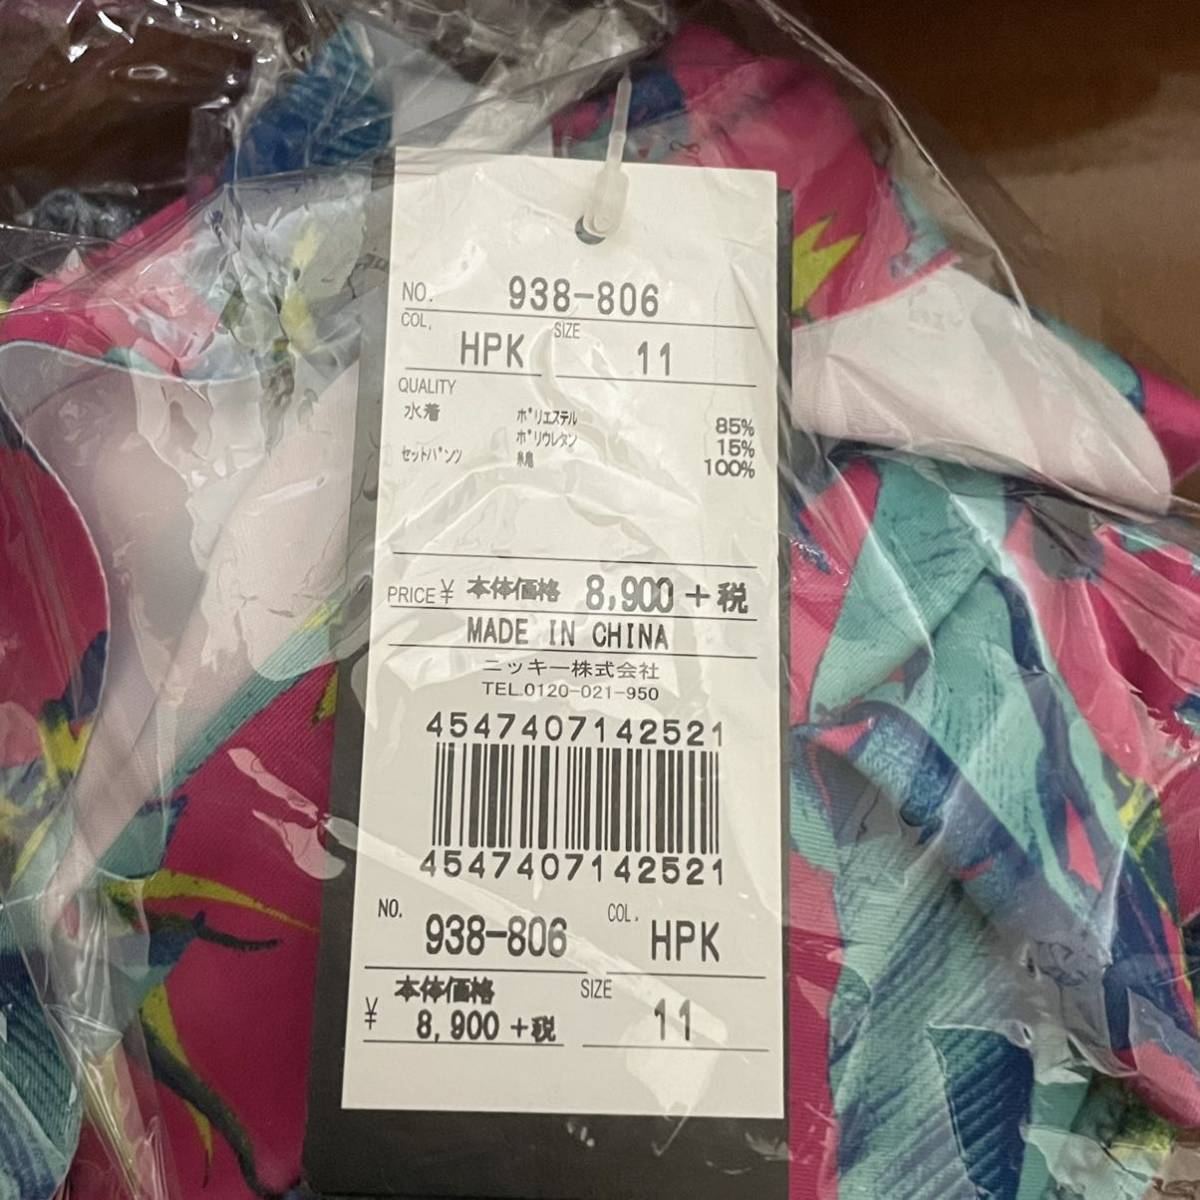 NO. 938-806
COL. HPK SIZE 11
QUALITY
水着 ポリエステル 85%
ポリウレタン 15%
セットパンツ 綿 100%
PRICE ¥ 本体価格 8,900 +税
MADE IN CHINA
ニッキー株式会社
TEL.0120-021-950
4547407142521
4547407142521
NO. 938-806 COL. HPK
¥ 本体価格 8,900 +税 SIZE 11